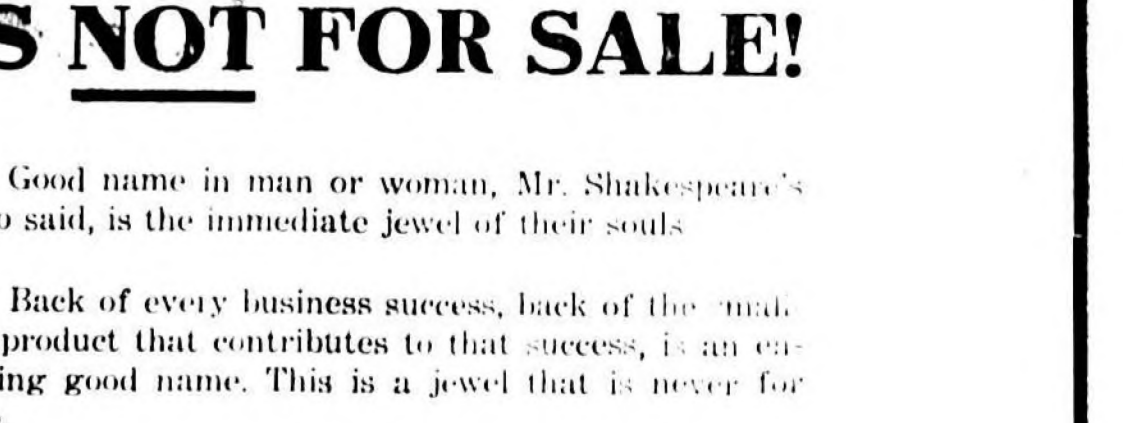 S NOT FOR SALE!
Good name in man or woman, Mr. Shakespeare's
o said, is the immediate jewel of their souls
Back of every business success, back of the
product that contributes to that success, is an en-
ing good name. This is a jewel that is never for